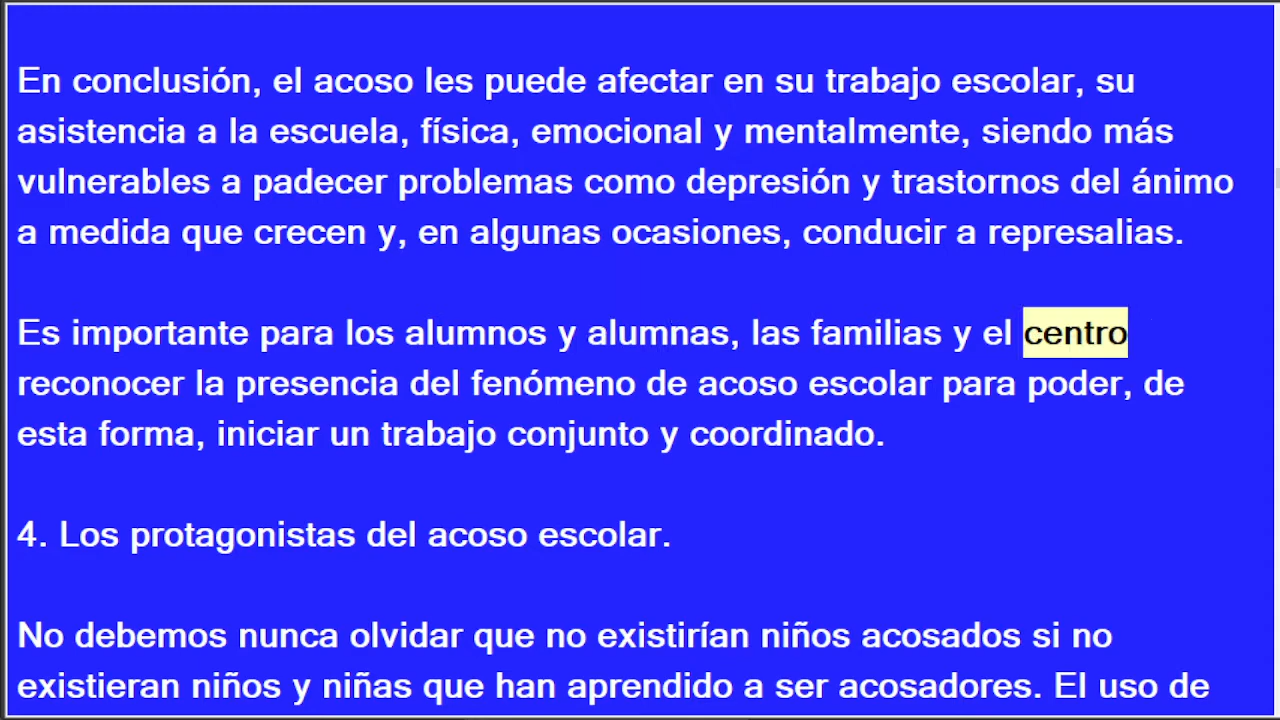 En conclusión, el acoso les puede afectar en su trabajo escolar, su
asistencia a la escuela, física, emocional y mentalmente, siendo más
vulnerables a padecer problemas como depresión y trastornos del ánimo
a medida que crecen y, en algunas ocasiones, conducir a represalias.
Es importante para los alumnos y alumnas, las familias y el centro
reconocer la presencia del fenómeno de acoso escolar para poder, de
esta forma, iniciar un trabajo conjunto y coordinado.
4. Los protagonistas del acoso escolar.
No debemos nunca olvidar que no existirían niños acosados si no
existieran niños y niñas que han aprendido a ser acosadores. El uso de